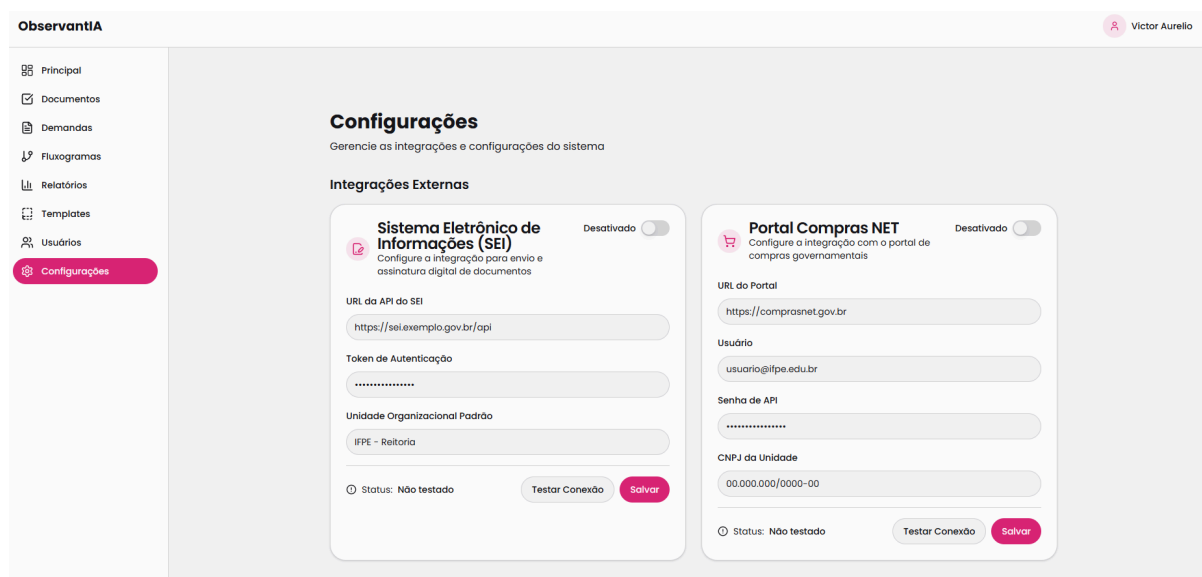 ObservantIA
Victor Aurelio
Principal
Documentos
Demandas
Fluxogramas
Relatórios
Templates
Usuários
Configurações
Configurações
Gerencie as integrações e configurações do sistema
Integrações Externas
Sistema Eletrônico de
Informações (SEI)
Desativado
Configure a integração para envio e
assinatura digital de documentos
URL da API do SEI
https://sei.exemplo.gov.br/api
Token de Autenticação
•••••••••••••••
Unidade Organizacional Padrão
IFPE - Reitoria
Status: Não testado
Testar Conexão
Salvar
Portal Compras NET
Desativado
Configure a integração com o portal de
compras governamentais
URL do Portal
https://comprasnet.gov.br
Usuário
usuario@ifpe.edu.br
Senha de API
•••••••••••••••
CNPJ da Unidade
00.000.000/0000-00
Status: Não testado
Testar Conexão
Salvar